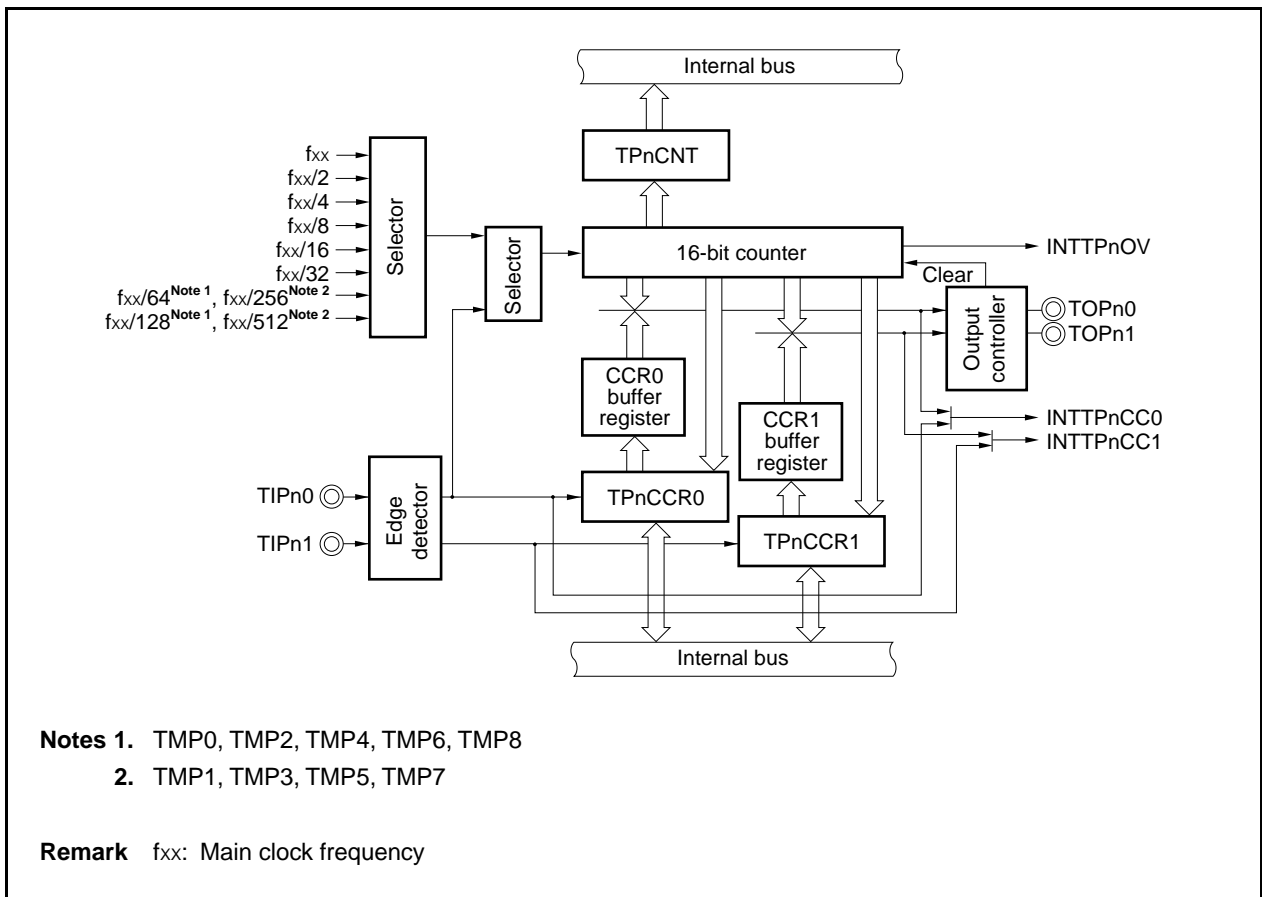 Internal bus
TPnCNT
fxx
fxx/2
fxx/4
fxx/8
fxx/16
fxx/32
fxx/64Note 1, fxx/256Note 2
fxx/128Note 1, fxx/512Note 2
Selector
Selector
16-bit counter
INTTPnOV
Clear
TOPn0
TOPn1
Output
controller
CCR0
buffer
register
CCR1
buffer
register
INTTPnCC0
INTTPnCC1
TIPn0
TIPn1
Edge
detector
TPnCCR0
TPnCCR1
Internal bus
Notes 1. TMP0, TMP2, TMP4, TMP6, TMP8
2. TMP1, TMP3, TMP5, TMP7
Remark fxx: Main clock frequency